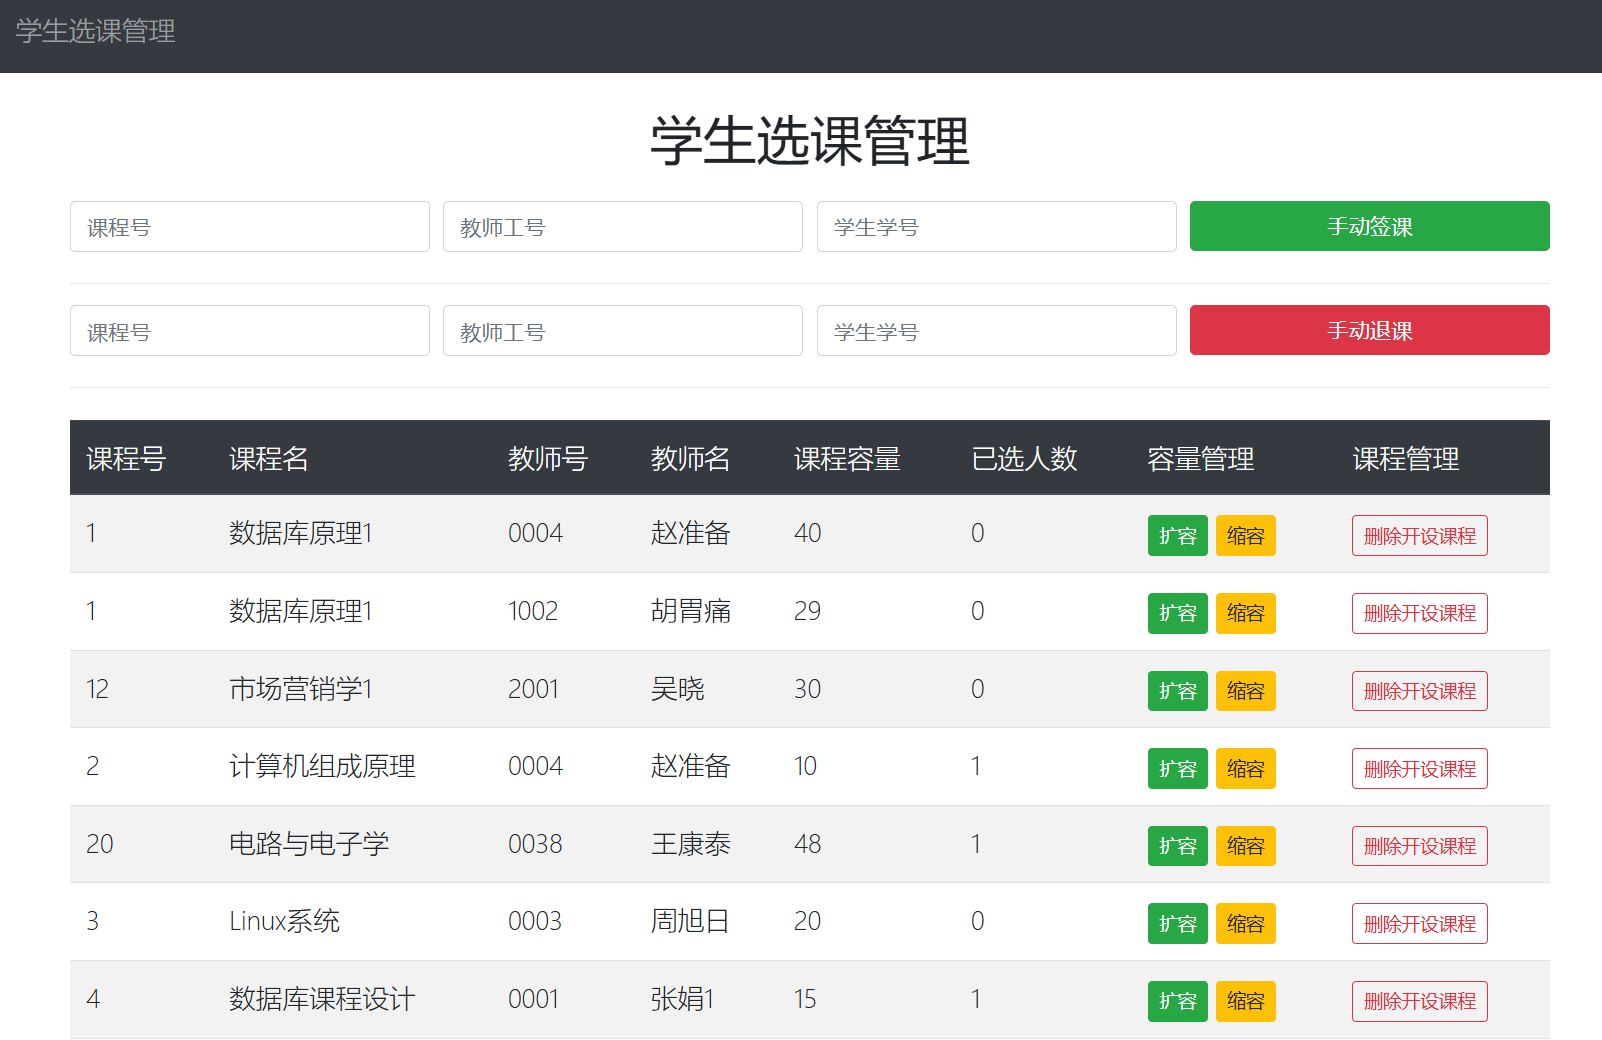 学生选课管理
学生选课管理
课程号 教师工号 学生学号 手动签课
课程号 教师工号 学生学号 手动退课
课程号 课程名 教师号 教师名 课程容量 已选人数 容量管理 课程管理
1 数据库原理1 0004 赵准备 40 0 扩容 缩容 删除开设课程
1 数据库原理1 1002 胡胃痛 29 0 扩容 缩容 删除开设课程
12 市场营销学1 2001 吴晓 30 0 扩容 缩容 删除开设课程
2 计算机组成原理 0004 赵准备 10 1 扩容 缩容 删除开设课程
20 电路与电子学 0038 王康泰 48 1 扩容 缩容 删除开设课程
3 Linux系统 0003 周旭日 20 0 扩容 缩容 删除开设课程
4 数据库课程设计 0001 张娟1 15 1 扩容 缩容 删除开设课程